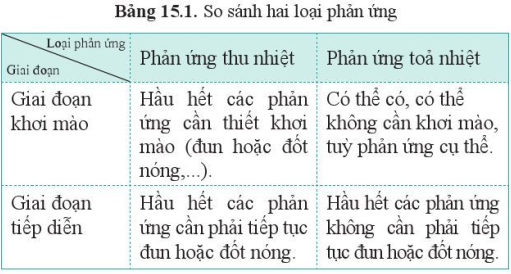 Bảng 15.1. So sánh hai loại phản ứng
Loại phản ứng
Giai đoạn
Phản ứng thu nhiệt
Phản ứng toả nhiệt
Giai đoạn
khơi mào
Hầu hết các phản
ứng cần thiết khơi
mào (đun hoặc đốt
nóng,...).
Có thể có, có thể
không cần khơi mào,
tuỳ phản ứng cụ thể.
Giai đoạn
tiếp diễn
Hầu hết các phản
ứng cần phải tiếp tục
đun hoặc đốt nóng.
Hầu hết các phản ứng
không cần phải tiếp
tục đun hoặc đốt nóng.